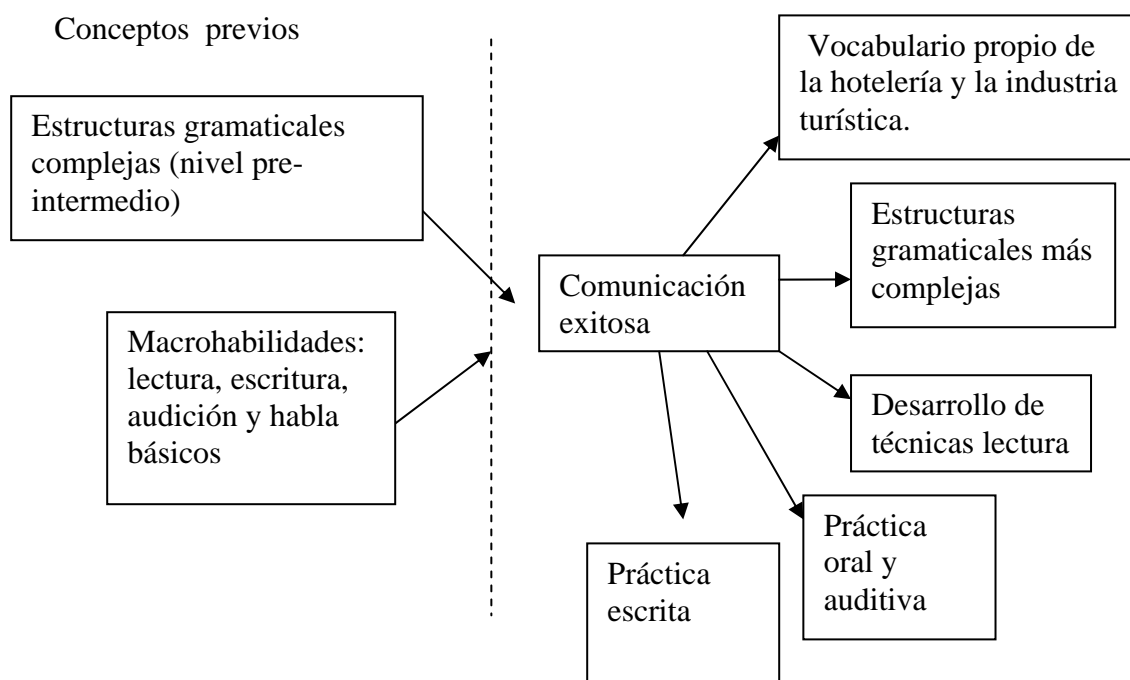 Conceptos previos
Estructuras gramaticales
complejas (nivel pre-
intermedio)
Macrohabilidades:
lectura, escritura,
audición y habla
básicos
Comunicación
exitosa
Vocabulario propio de
la hotelería y la industria
turística.
Estructuras
gramaticales más
complejas
Desarrollo de
técnicas lectura
Práctica
oral y
auditiva
Práctica
escrita